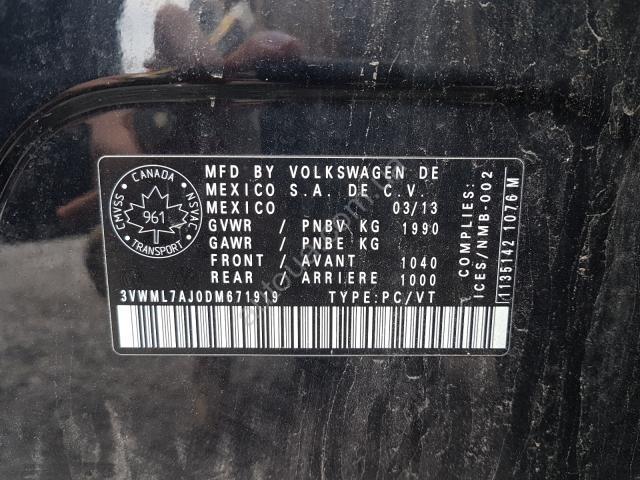 CANADA
CMVSS
NSVAC
961
TRANSPORT
MFD BY VOLKSWAGEN DE
MEXICO S.A. DE C.V.
MEXICO 03/13
GVWR / PNBV KG 1990
GAWR / PNBE KG
FRONT / AVANT 1040
REAR / ARRIERE 1000
3VWML7AJ0DM671919 TYPE:PC/VT
COMPLIES:
ICES/NMB-002
1135142 1076 M